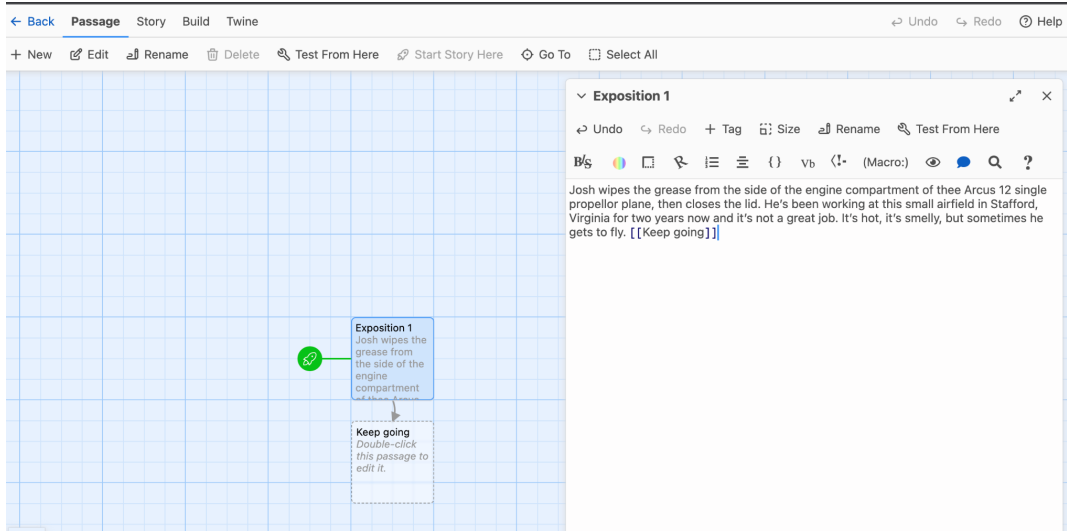 ← Back Passage Story Build Twine Undo Redo Help
+ New Edit Rename Delete Test From Here Start Story Here Go To Select All
Exposition 1
Undo Redo + Tag Size Rename Test From Here
(Macro:) ?
Josh wipes the grease from the side of the engine compartment of thee Arcus 12 single
propellor plane, then closes the lid. He's been working at this small airfield in Stafford,
Virginia for two years now and it's not a great job. It's hot, it's smelly, but sometimes he
gets to fly. [[Keep going]]
Exposition 1
Josh wipes the
grease from
the side of the
engine
compartment
of thee Arcus
Keep going
Double-click
this passage to
edit it.